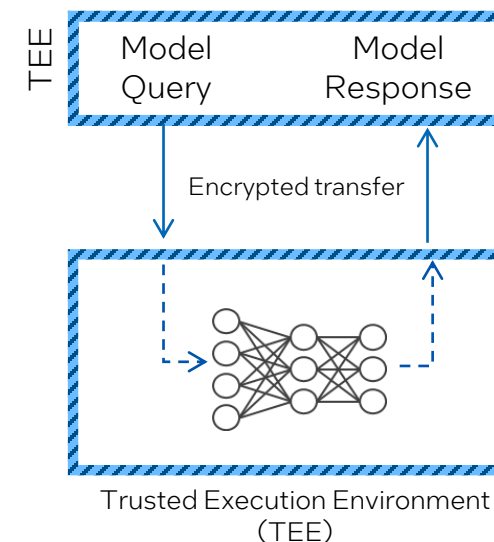 TEE
Model Query
Model Response
Encrypted transfer
Trusted Execution Environment
(TEE)